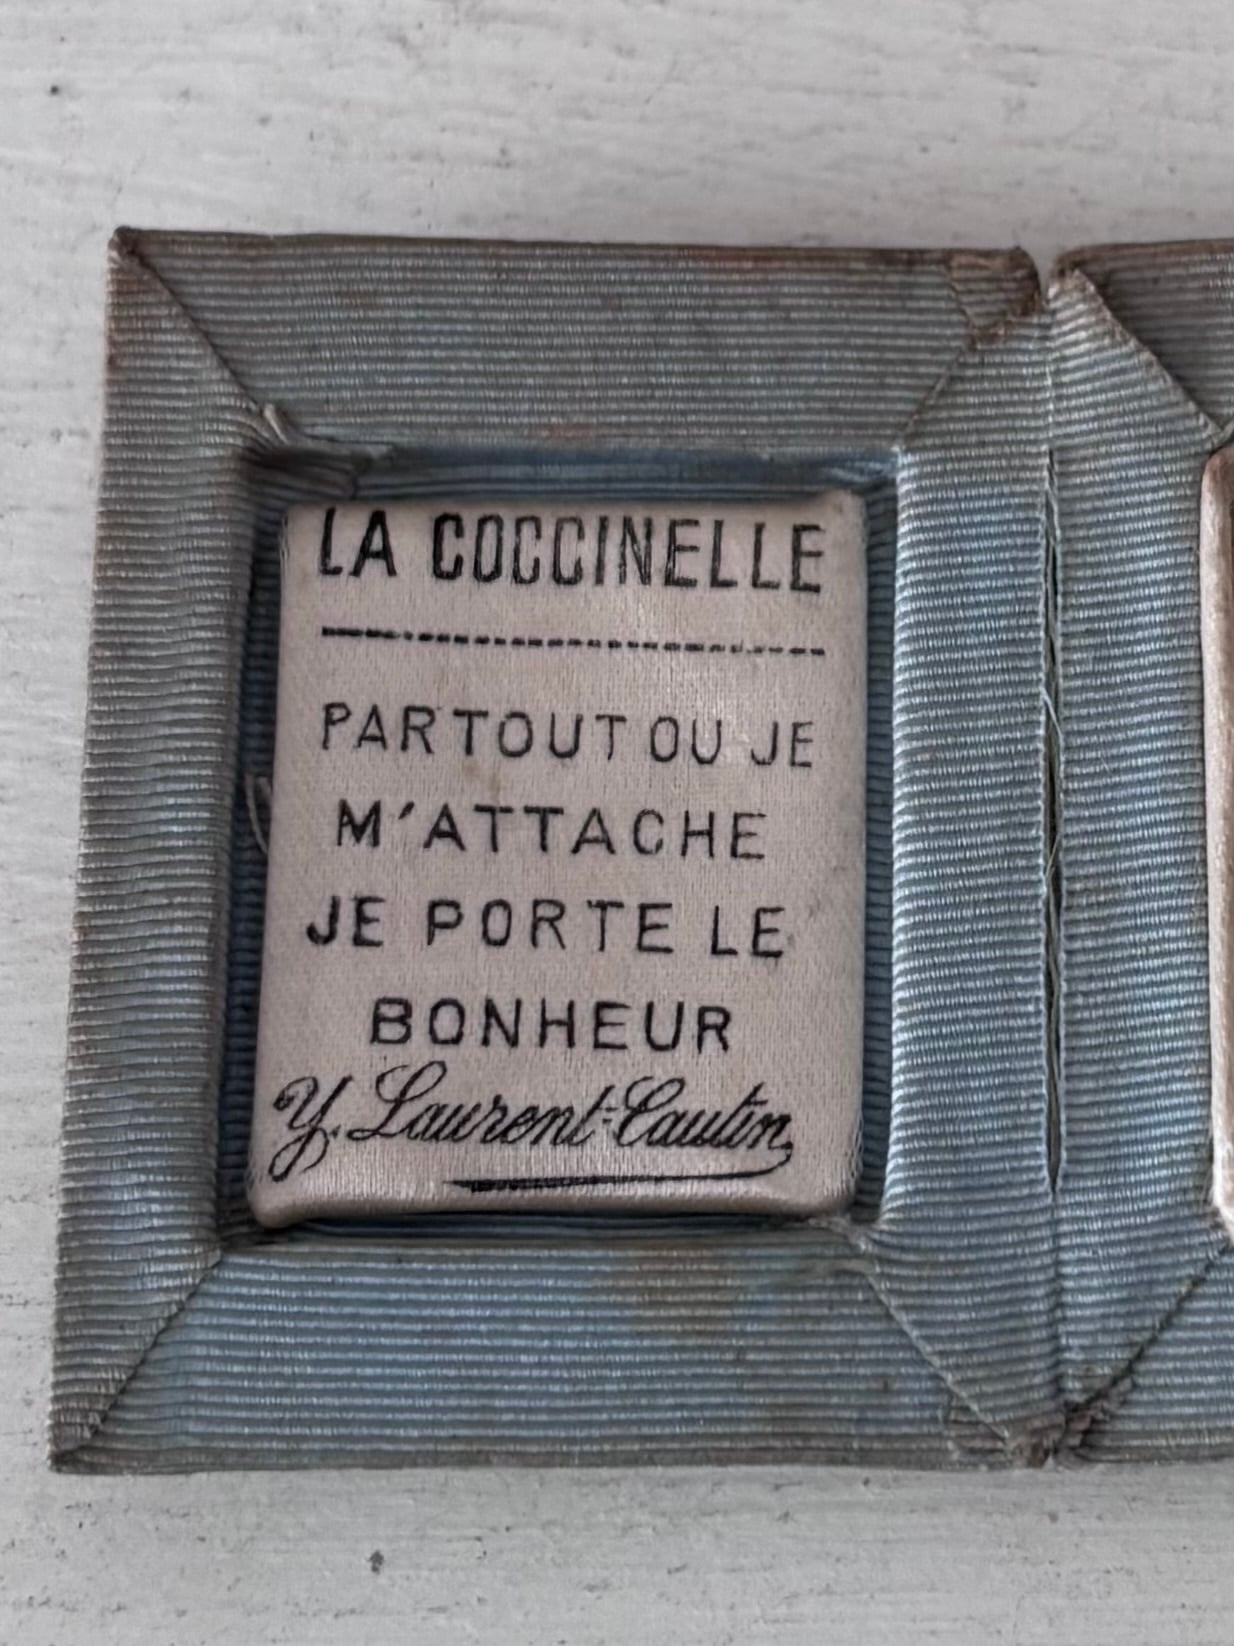 LA COCCINELLE
PARTOUT OU JE
M'ATTACHE
JE PORTE LE
BONHEUR
Y. Laurent-Cautin